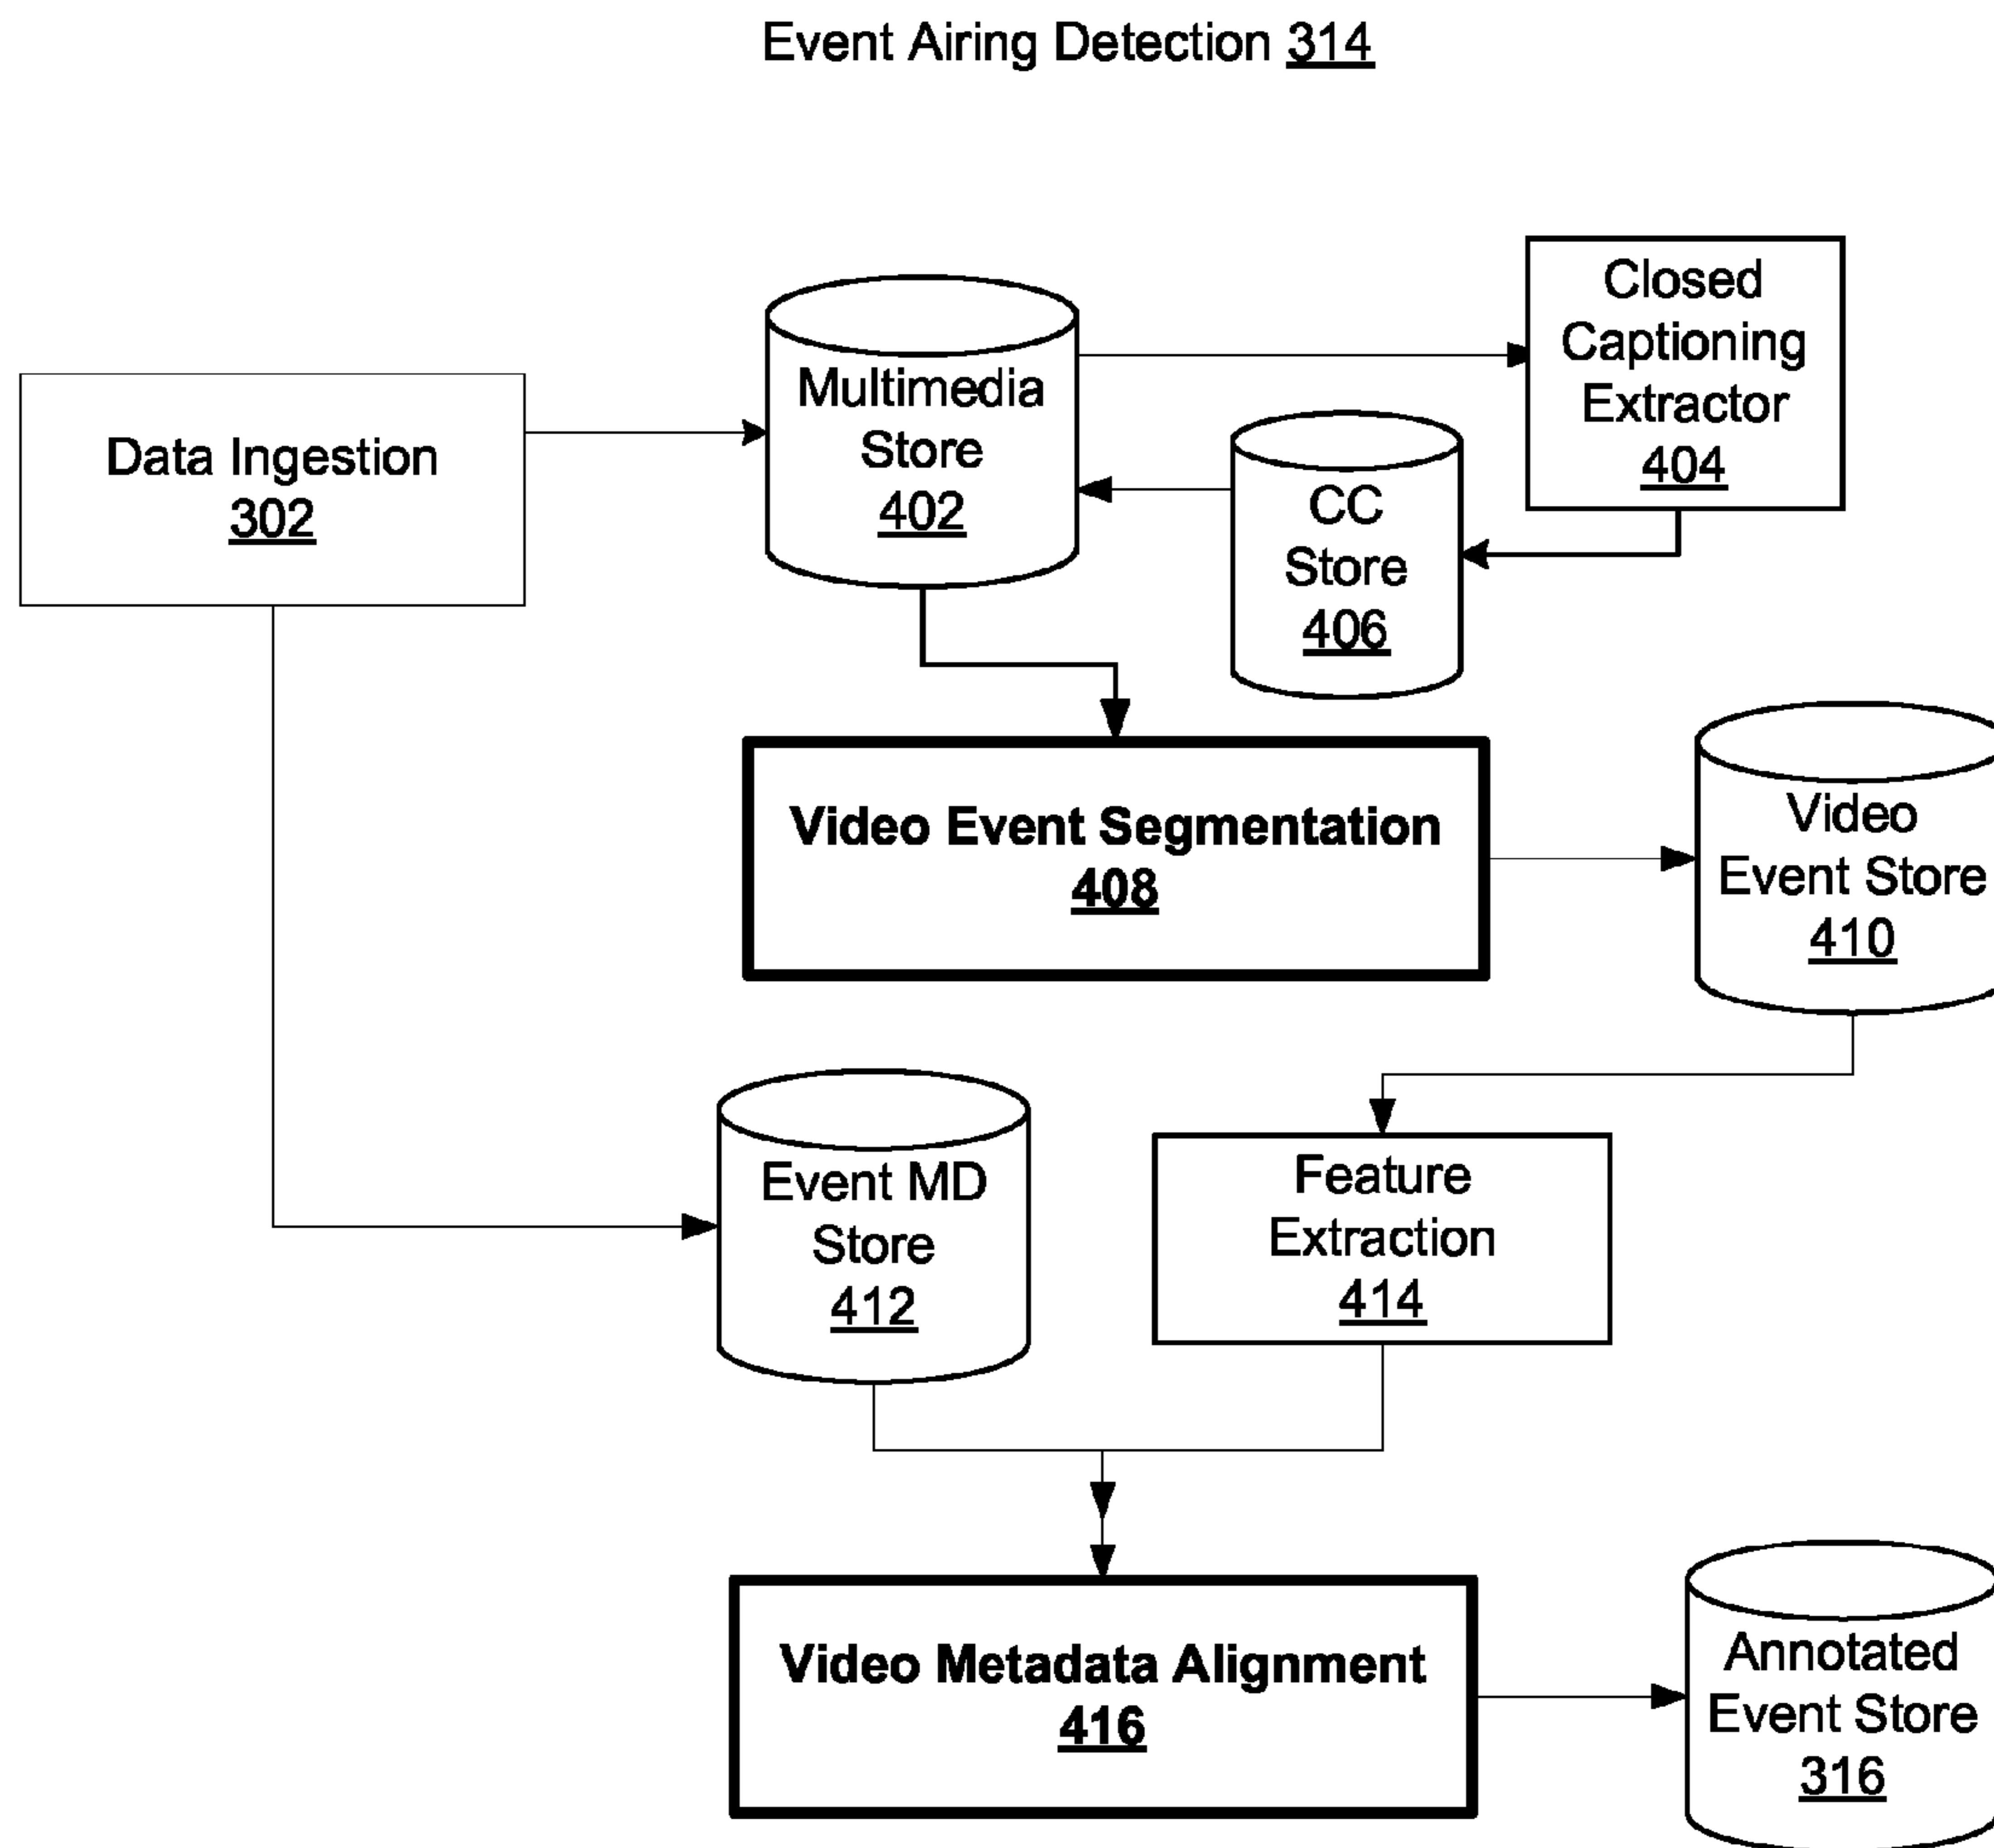 Event Airing Detection 314
Closed
Captioning
Extractor
404
Multimedia
Store
402
Data Ingestion
302
CC
Store
406
Video Event Segmentation
408
Video
Event Store
410
Event MD
Store
412
Feature
Extraction
414
Video Metadata Alignment
416
Annotated
Event Store
316